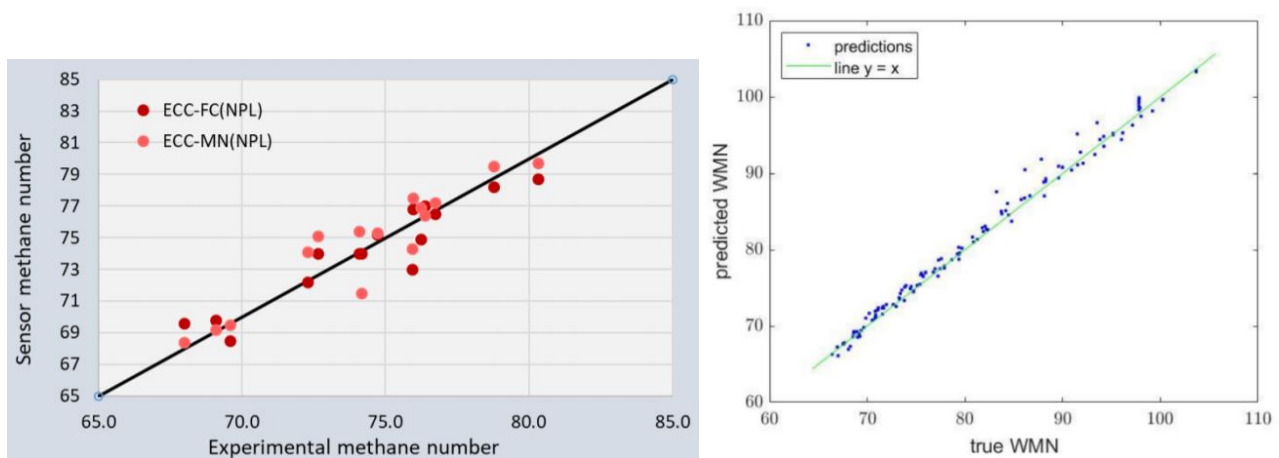 Sensor methane number
85
83
81
79
77
75
73
71
69
67
65
ECC-FC(NPL)
ECC-MN(NPL)
65.0 70.0 75.0 80.0 85.0
Experimental methane number
predicted WMN
110
100
90
80
70
60
predictions
line y = x
60 70 80 90 100 110
true WMN